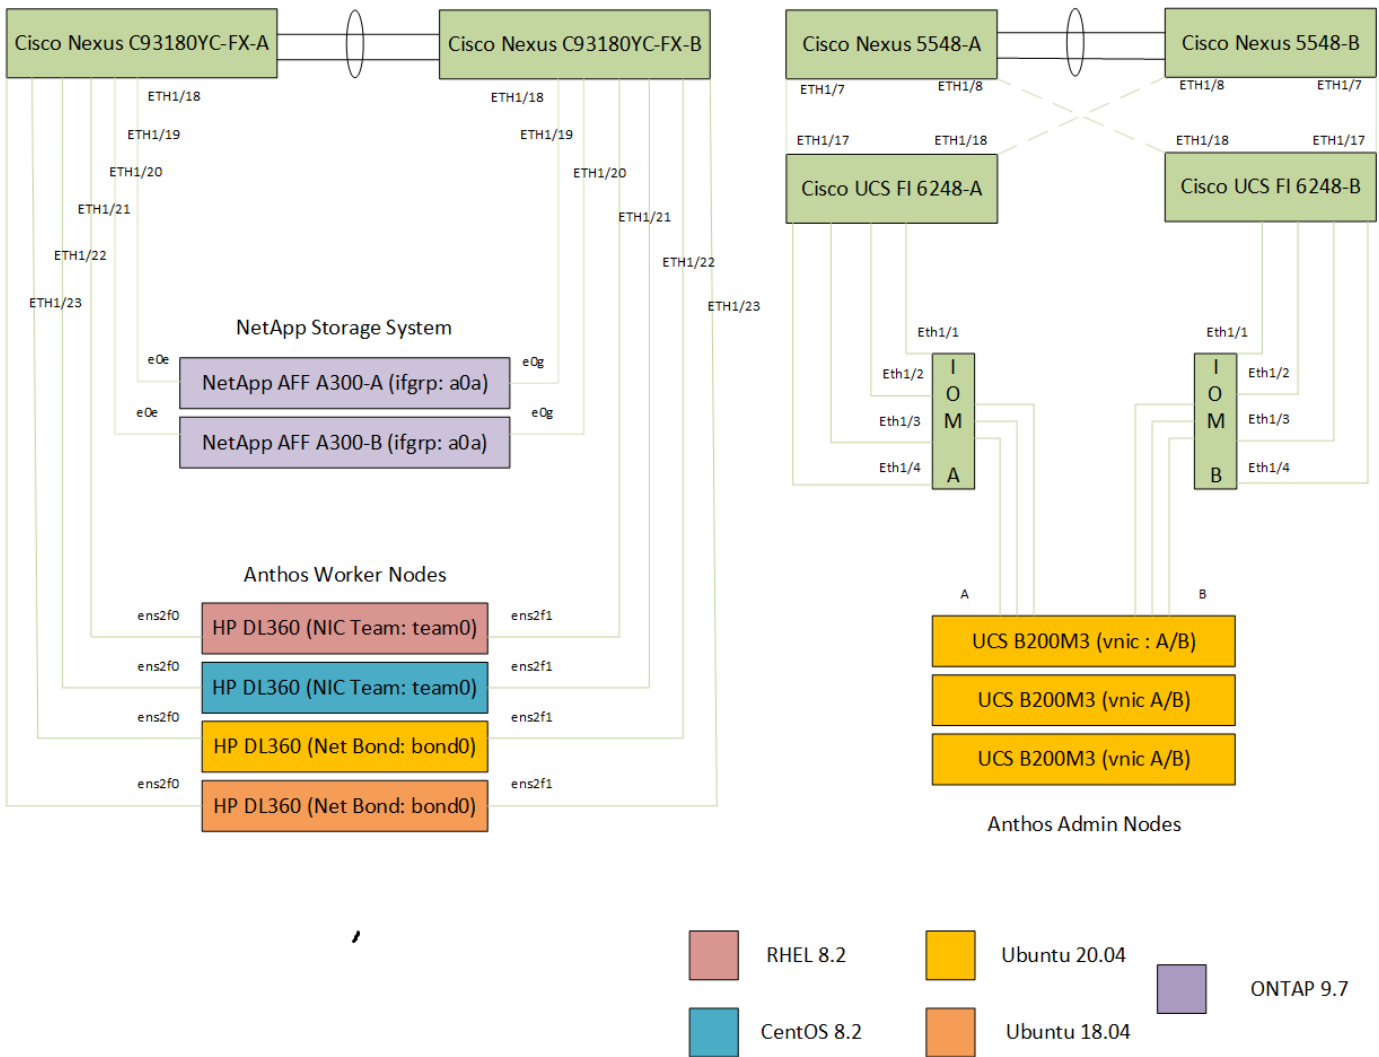 Cisco Nexus C93180YC-FX-A
Cisco Nexus C93180YC-FX-B
Cisco Nexus 5548-A
Cisco Nexus 5548-B
ETH1/18
ETH1/19
ETH1/20
ETH1/21
ETH1/22
ETH1/23
ETH1/18
ETH1/19
ETH1/20
ETH1/21
ETH1/22
ETH1/23
NetApp Storage System
e0e
NetApp AFF A300-A (ifgrp: a0a)
e0g
e0e
NetApp AFF A300-B (ifgrp: a0a)
e0g
Anthos Worker Nodes
ens2f0
HP DL360 (NIC Team: team0)
ens2f1
ens2f0
HP DL360 (NIC Team: team0)
ens2f1
ens2f0
HP DL360 (Net Bond: bond0)
ens2f1
ens2f0
HP DL360 (Net Bond: bond0)
ens2f1
ETH1/7
ETH1/8
ETH1/8
ETH1/7
ETH1/17
ETH1/18
ETH1/18
ETH1/17
Cisco UCS FI 6248-A
Cisco UCS FI 6248-B
Eth1/1
Eth1/2
Eth1/3
Eth1/4
I
O
M
A
Eth1/1
Eth1/2
Eth1/3
Eth1/4
I
O
M
B
A
B
UCS B200M3 (vnic : A/B)
UCS B200M3 (vnic A/B)
UCS B200M3 (vnic A/B)
Anthos Admin Nodes
RHEL 8.2
Ubuntu 20.04
ONTAP 9.7
CentOS 8.2
Ubuntu 18.04